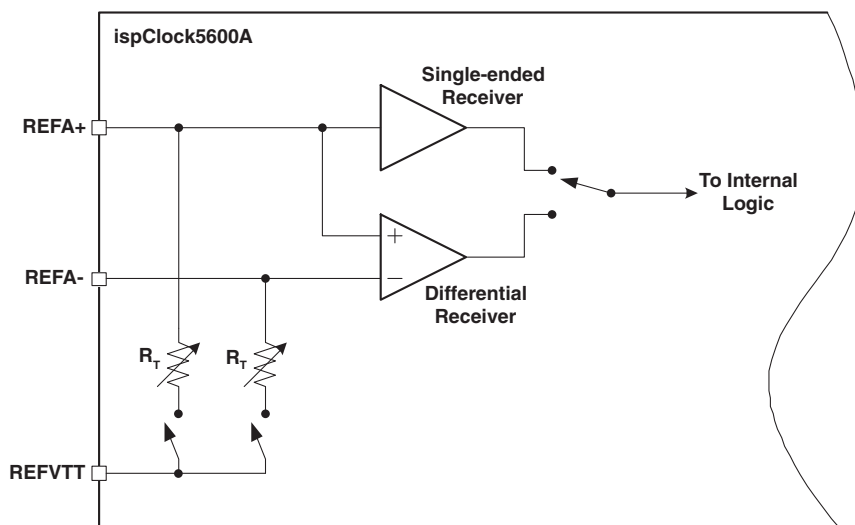 ispClock5600A
Single-ended
Receiver
REFA+
To Internal
Logic
+
REFA-
−
Differential
Receiver
RT
RT
REFVTT